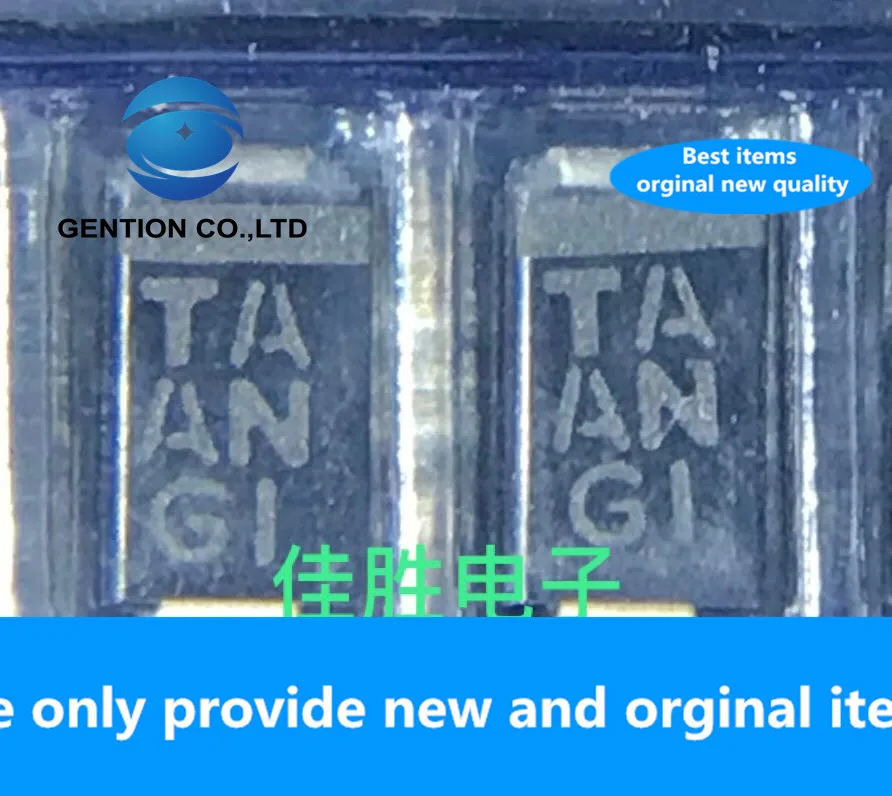 Best items
orginal new quality
GENTION CO.,LTD
TA
AN
GI
TA
AN
GI
佳胜电子
e only provide new and orginal ite